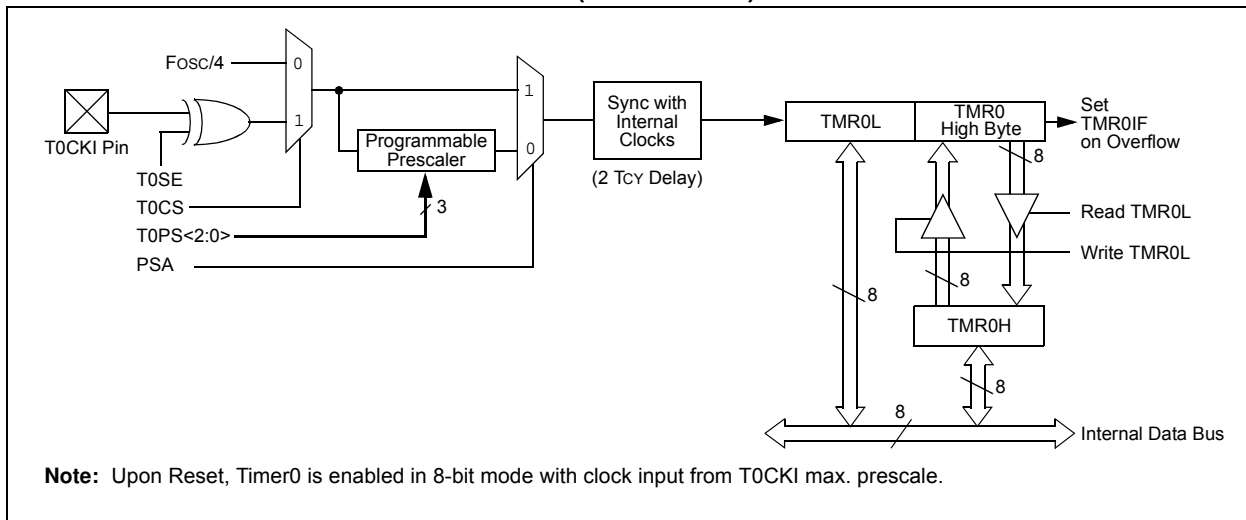 FOSC/4
T0CKI Pin
T0SE
T0CS
T0PS<2:0>
PSA
0
1
Programmable
Prescaler
3
1
0
Sync with
Internal
Clocks
(2 TCY Delay)
TMR0L
TMR0
High Byte
Set
TMR0IF
on Overflow
8
Read TMR0L
Write TMR0L
8
8
TMR0H
8
8
Internal Data Bus
Note: Upon Reset, Timer0 is enabled in 8-bit mode with clock input from T0CKI max. prescale.